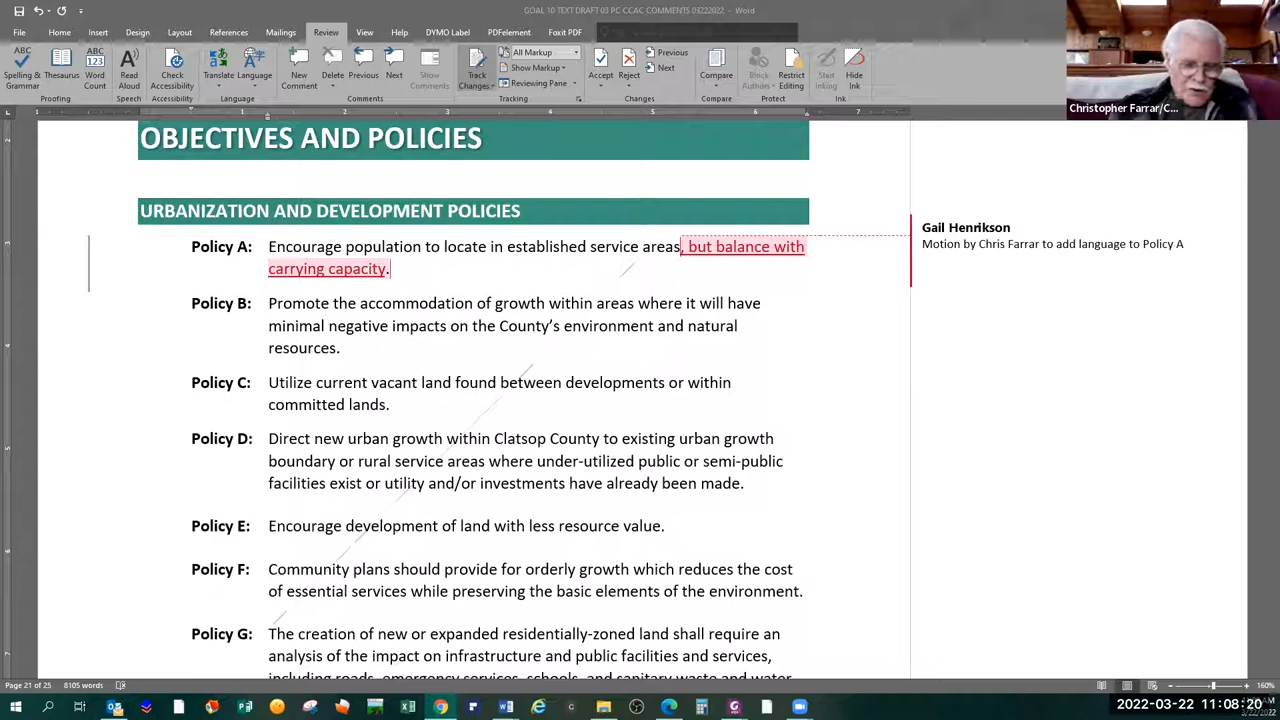 GOAL 10 TEXT DRAFT 03 PC CCAC COMMENTS 03222022 - Word
File Home Insert Design Layout References Mailings Review View Help DYMO Label PDFelement Foxit PDF
Spelling & Grammar
Thesaurus
Word Count
Read Aloud
Check Accessibility
Translate
Language
New Comment
Delete
Previous
Next
Show Comments
Track Changes
All Markup
Show Markup
Reviewing Pane
Accept
Reject
Previous
Next
Compare
Block Authors
Restrict Editing
Start Inking
Hide Ink
Proofing Speech Accessibility Language Comments Tracking Changes Compare Protect Ink
Christopher Farrar/C...
OBJECTIVES AND POLICIES
URBANIZATION AND DEVELOPMENT POLICIES
Policy A: Encourage population to locate in established service areas, but balance with
carrying capacity.
Gail Henrikson
Motion by Chris Farrar to add language to Policy A
Policy B: Promote the accommodation of growth within areas where it will have
minimal negative impacts on the County's environment and natural
resources.
Policy C: Utilize current vacant land found between developments or within
committed lands.
Policy D: Direct new urban growth within Clatsop County to existing urban growth
boundary or rural service areas where under-utilized public or semi-public
facilities exist or utility and/or investments have already been made.
Policy E: Encourage development of land with less resource value.
Policy F: Community plans should provide for orderly growth which reduces the cost
of essential services while preserving the basic elements of the environment.
Policy G: The creation of new or expanded residentially-zoned land shall require an
analysis of the impact on infrastructure and public facilities and services,
including roads, emergency services, schools, and sanitary waste and water
Page 21 of 25 8105 words 160%
2022-03-22 11:08:20